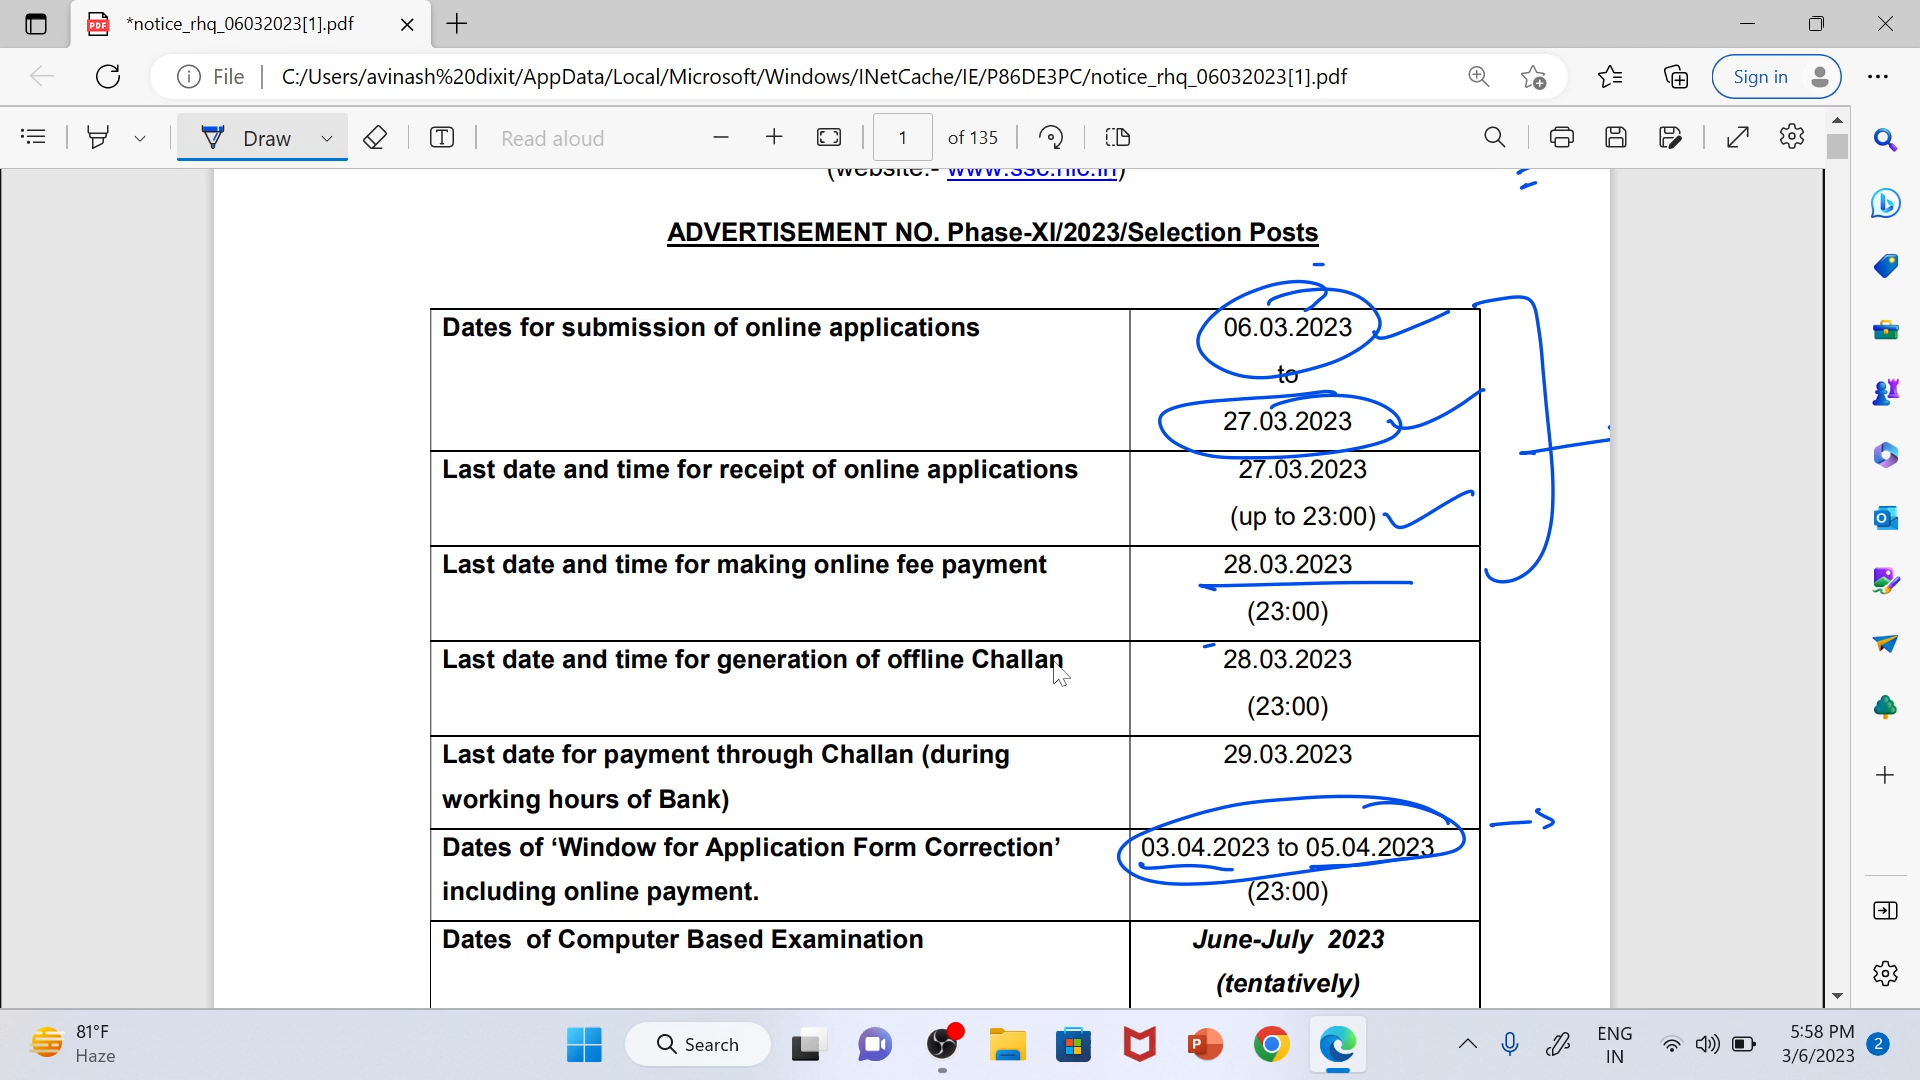 *notice_rhq_06032023[1].pdf
File
C:/Users/avinash%20dixit/AppData/Local/Microsoft/Windows/INetCache/IE/P86DE3PC/notice_rhq_06032023[1].pdf
Sign in
Draw
Read aloud
1 of 135
(website:- www.ssc.nic.in)
ADVERTISEMENT NO. Phase-XI/2023/Selection Posts
Dates for submission of online applications
06.03.2023
to
27.03.2023
Last date and time for receipt of online applications
27.03.2023
(up to 23:00)
Last date and time for making online fee payment
28.03.2023
(23:00)
Last date and time for generation of offline Challan
28.03.2023
(23:00)
Last date for payment through Challan (during
working hours of Bank)
29.03.2023
Dates of ‘Window for Application Form Correction’
including online payment.
03.04.2023 to 05.04.2023
(23:00)
Dates of Computer Based Examination
June-July 2023
(tentatively)
81°F
Haze
Search
ENG
IN
5:58 PM
3/6/2023
2